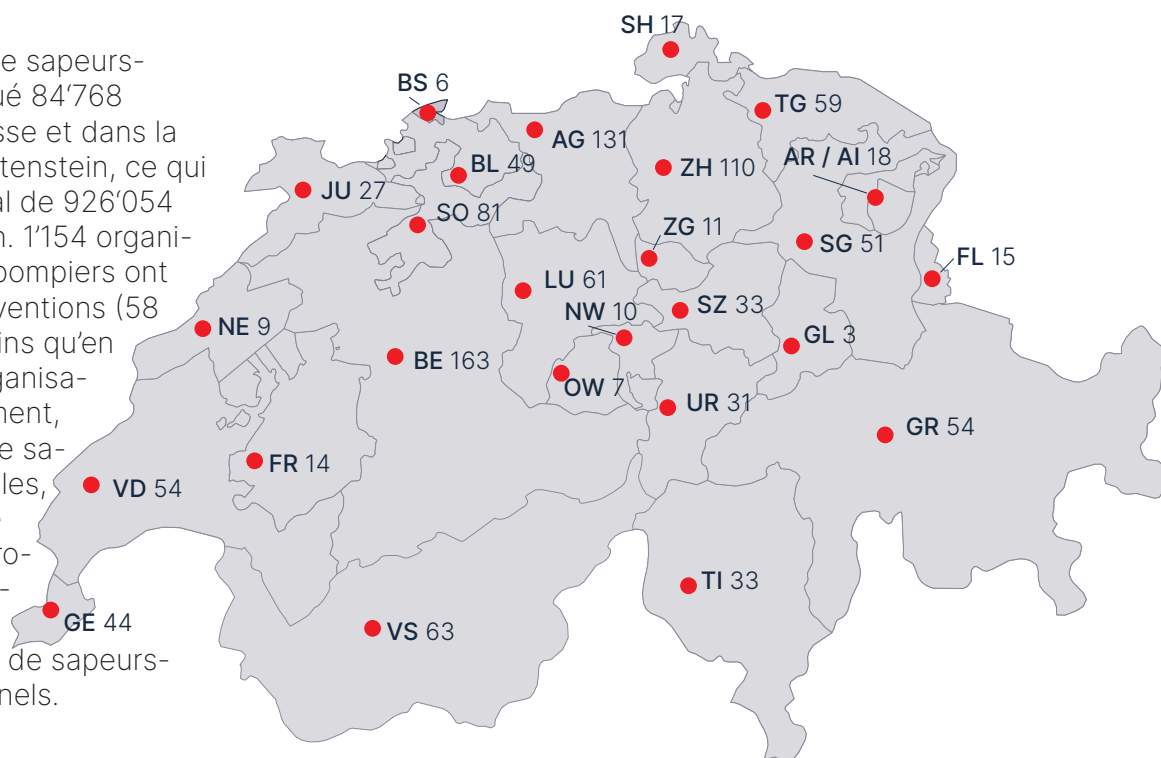 e sapeurs-
ué 84‘768
sse et dans la
tenstein, ce qui
al de 926‘054
n. 1’154 organi-
pompiers ont
ventions (58
ins qu’en
ganisa-
ment,
e sa-
les,
ro-
-
de sapeurs-
nels.
SH 17
BS 6
TG 59
AG 131
AR / AI 18
BL 49
ZH 110
JU 27
SO 81
ZG 11
SG 51
FL 15
LU 61
NW 10
SZ 33
NE 9
GL 3
BE 163
OW 7
UR 31
GR 54
FR 14
VD 54
TI 33
GE 44
VS 63